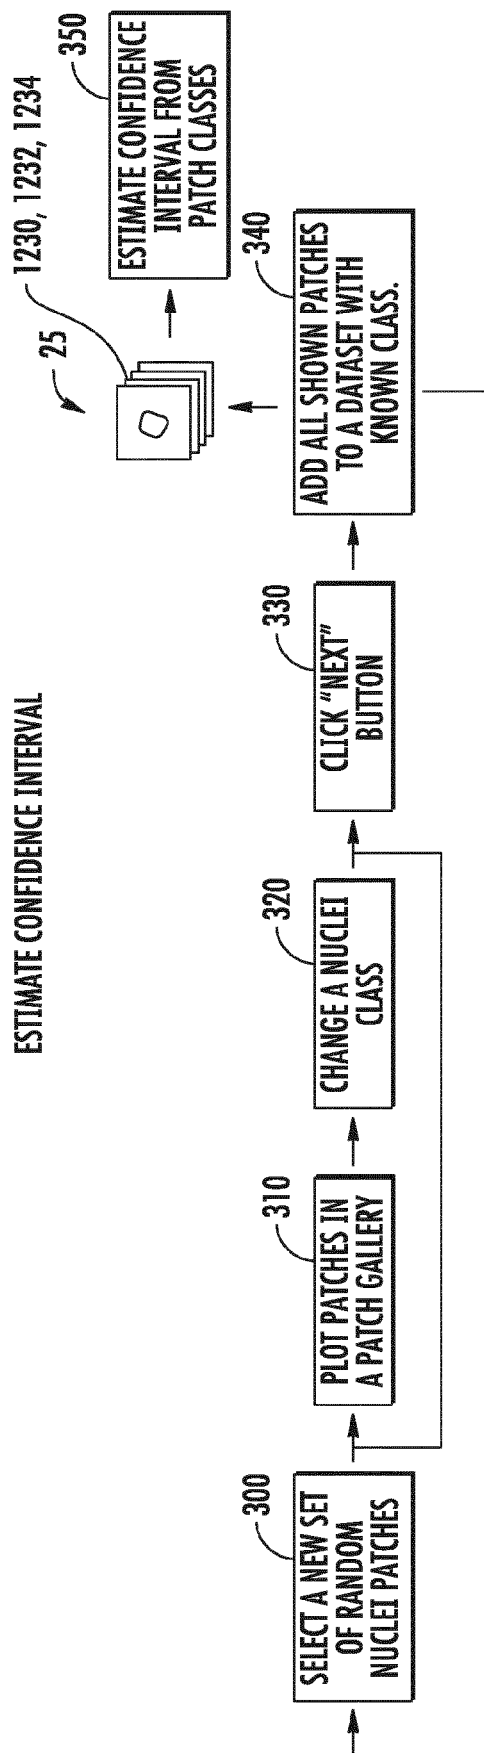 ESTIMATE CONFIDENCE INTERVAL
300
SELECT A NEW SET
OF RANDOM
NUCLEI PATCHES
310
PLOT PATCHES IN
A PATCH GALLERY
320
CHANGE A NUCLEI
CLASS
330
CLICK “NEXT”
BUTTON
340
ADD ALL SHOWN PATCHES
TO A DATASET WITH
KNOWN CLASS.
25
1230, 1232, 1234
350
ESTIMATE CONFIDENCE
INTERVAL FROM
PATCH CLASSES